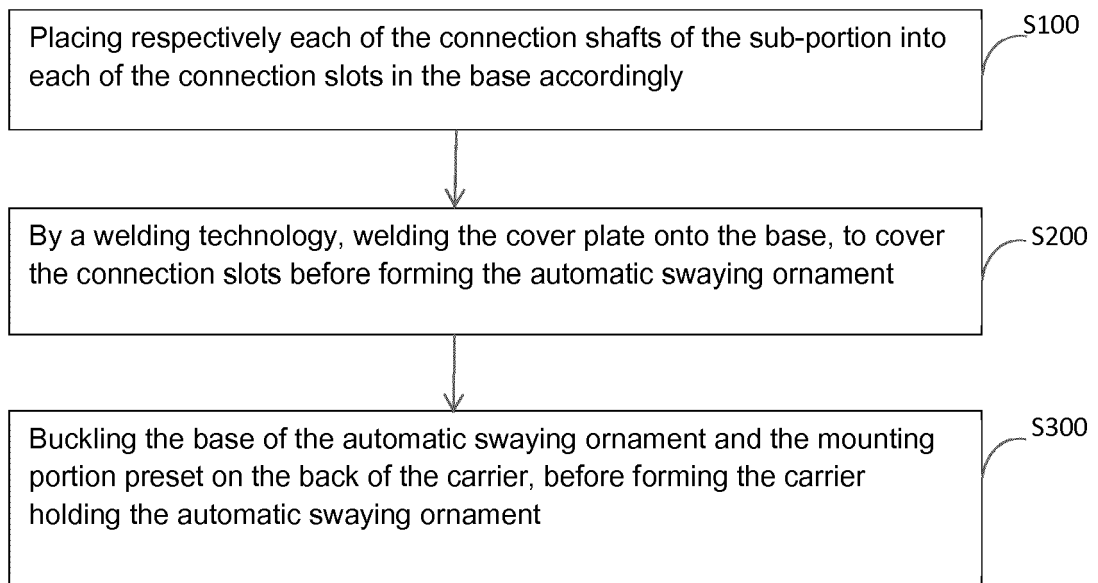 Placing respectively each of the connection shafts of the sub-portion into
each of the connection slots in the base accordingly
S100
By a welding technology, welding the cover plate onto the base, to cover
the connection slots before forming the automatic swaying ornament
S200
Buckling the base of the automatic swaying ornament and the mounting
portion preset on the back of the carrier, before forming the carrier
holding the automatic swaying ornament
S300